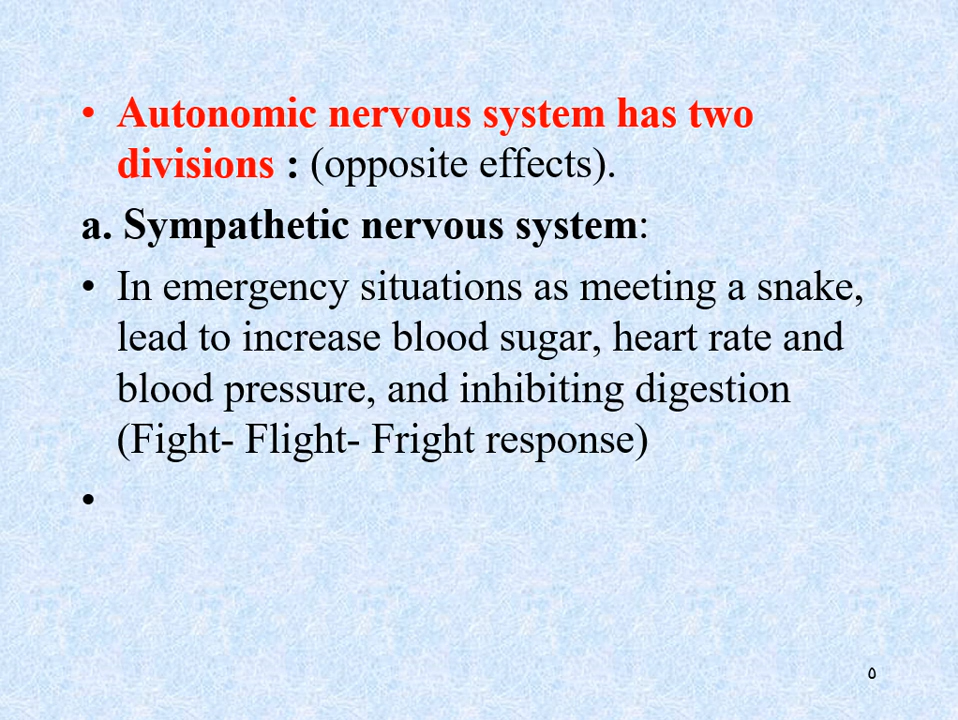 • Autonomic nervous system has two
divisions : (opposite effects).
a. Sympathetic nervous system:
• In emergency situations as meeting a snake,
lead to increase blood sugar, heart rate and
blood pressure, and inhibiting digestion
(Fight- Flight- Fright response)
•
٥